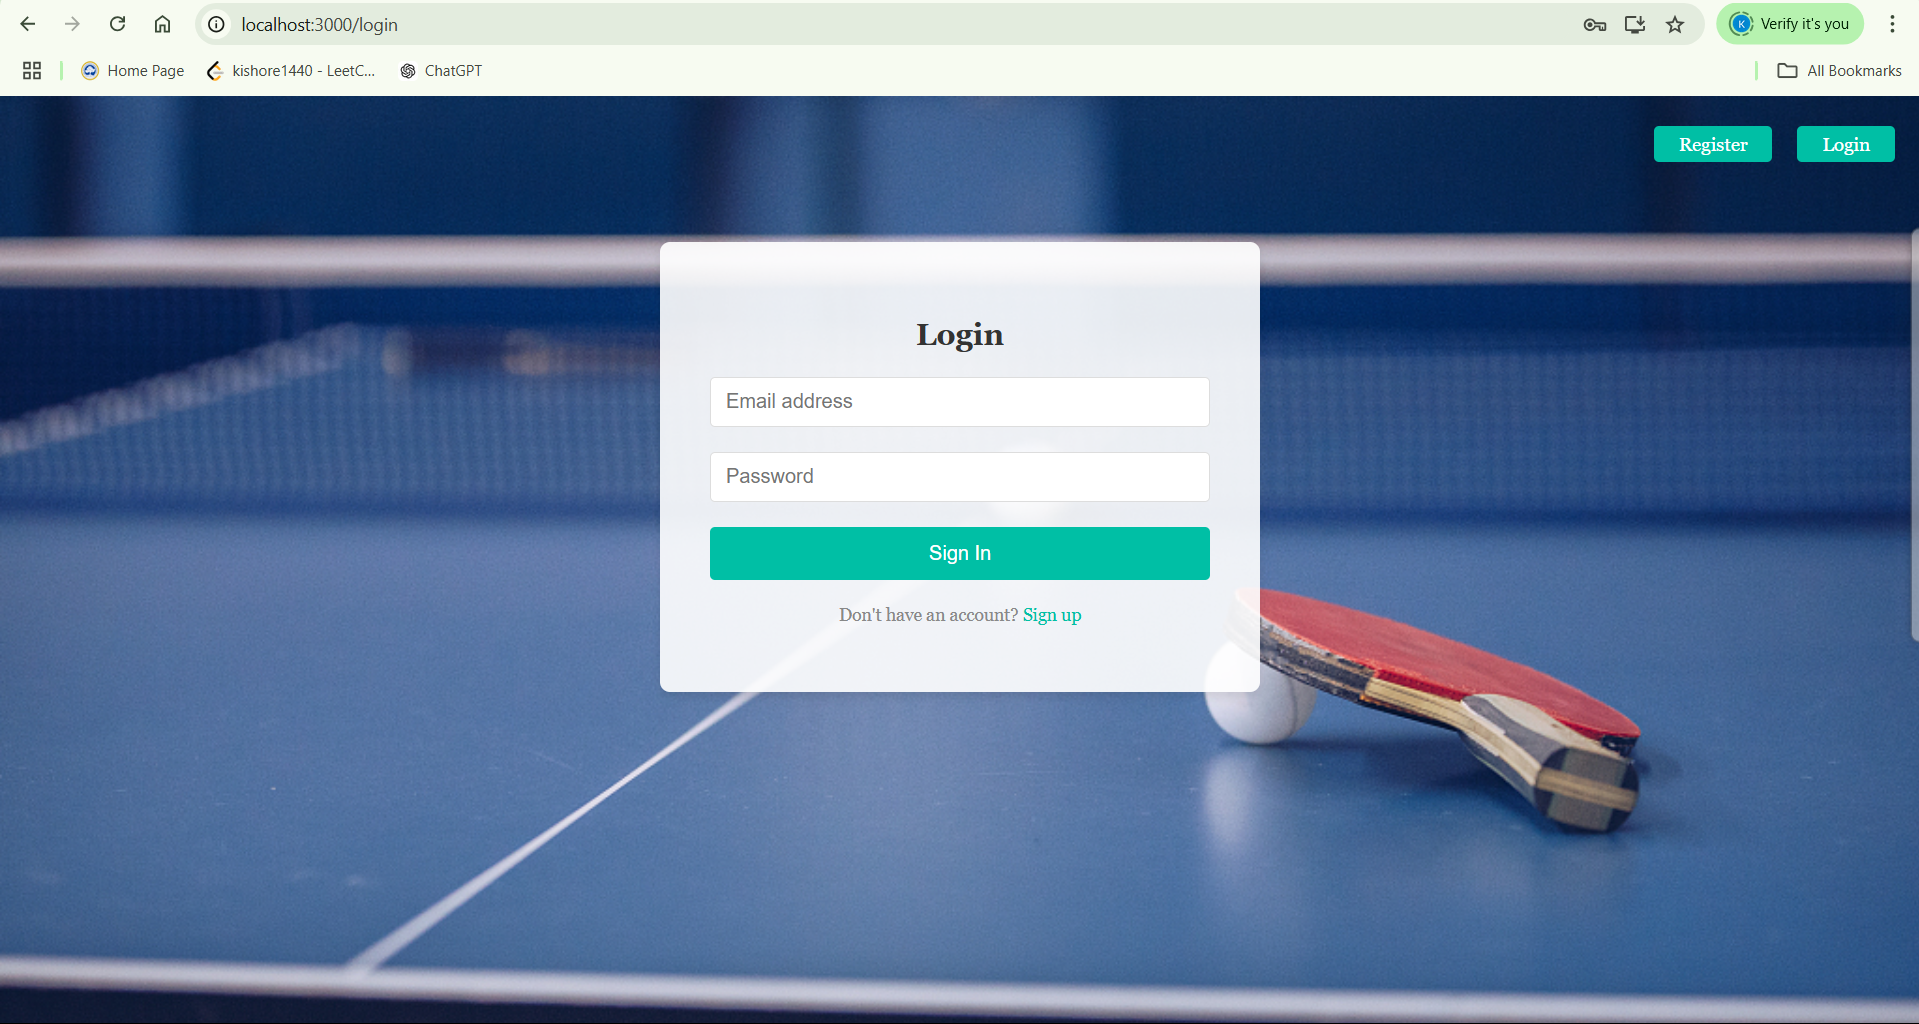 localhost:3000/login
Verify it's you
Home Page
kishore1440 - LeetC...
ChatGPT
All Bookmarks
Register
Login
Login
Email address
Password
Sign In
Don't have an account? Sign up